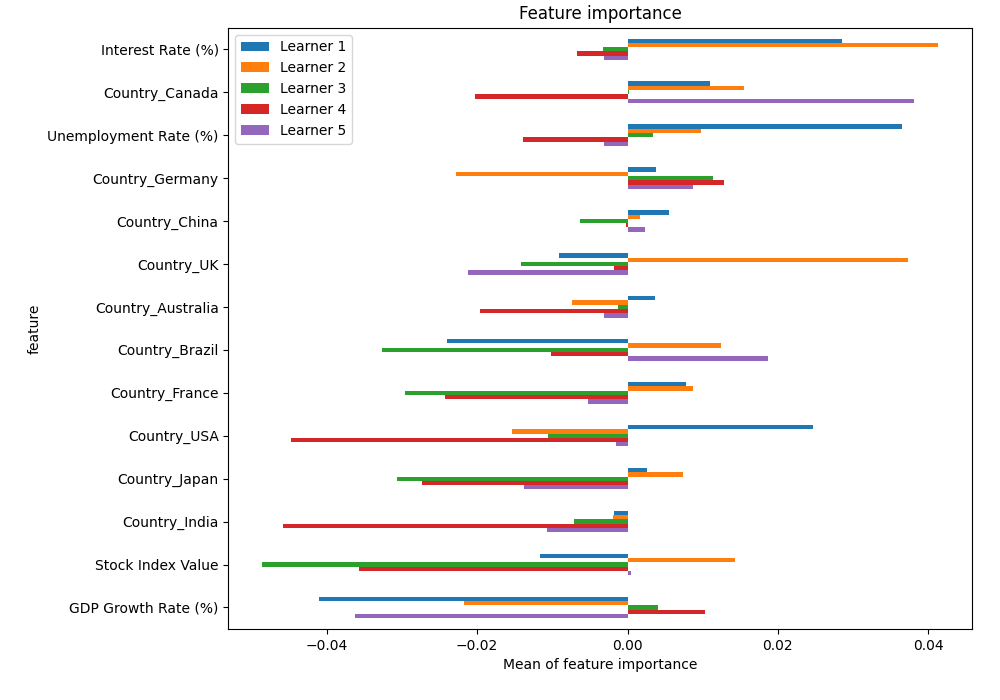 Feature importance
Learner 1
Learner 2
Learner 3
Learner 4
Learner 5
feature
Interest Rate (%)
Country_Canada
Unemployment Rate (%)
Country_Germany
Country_China
Country_UK
Country_Australia
Country_Brazil
Country_France
Country_USA
Country_Japan
Country_India
Stock Index Value
GDP Growth Rate (%)
−0.04 −0.02 0.00 0.02 0.04
Mean of feature importance